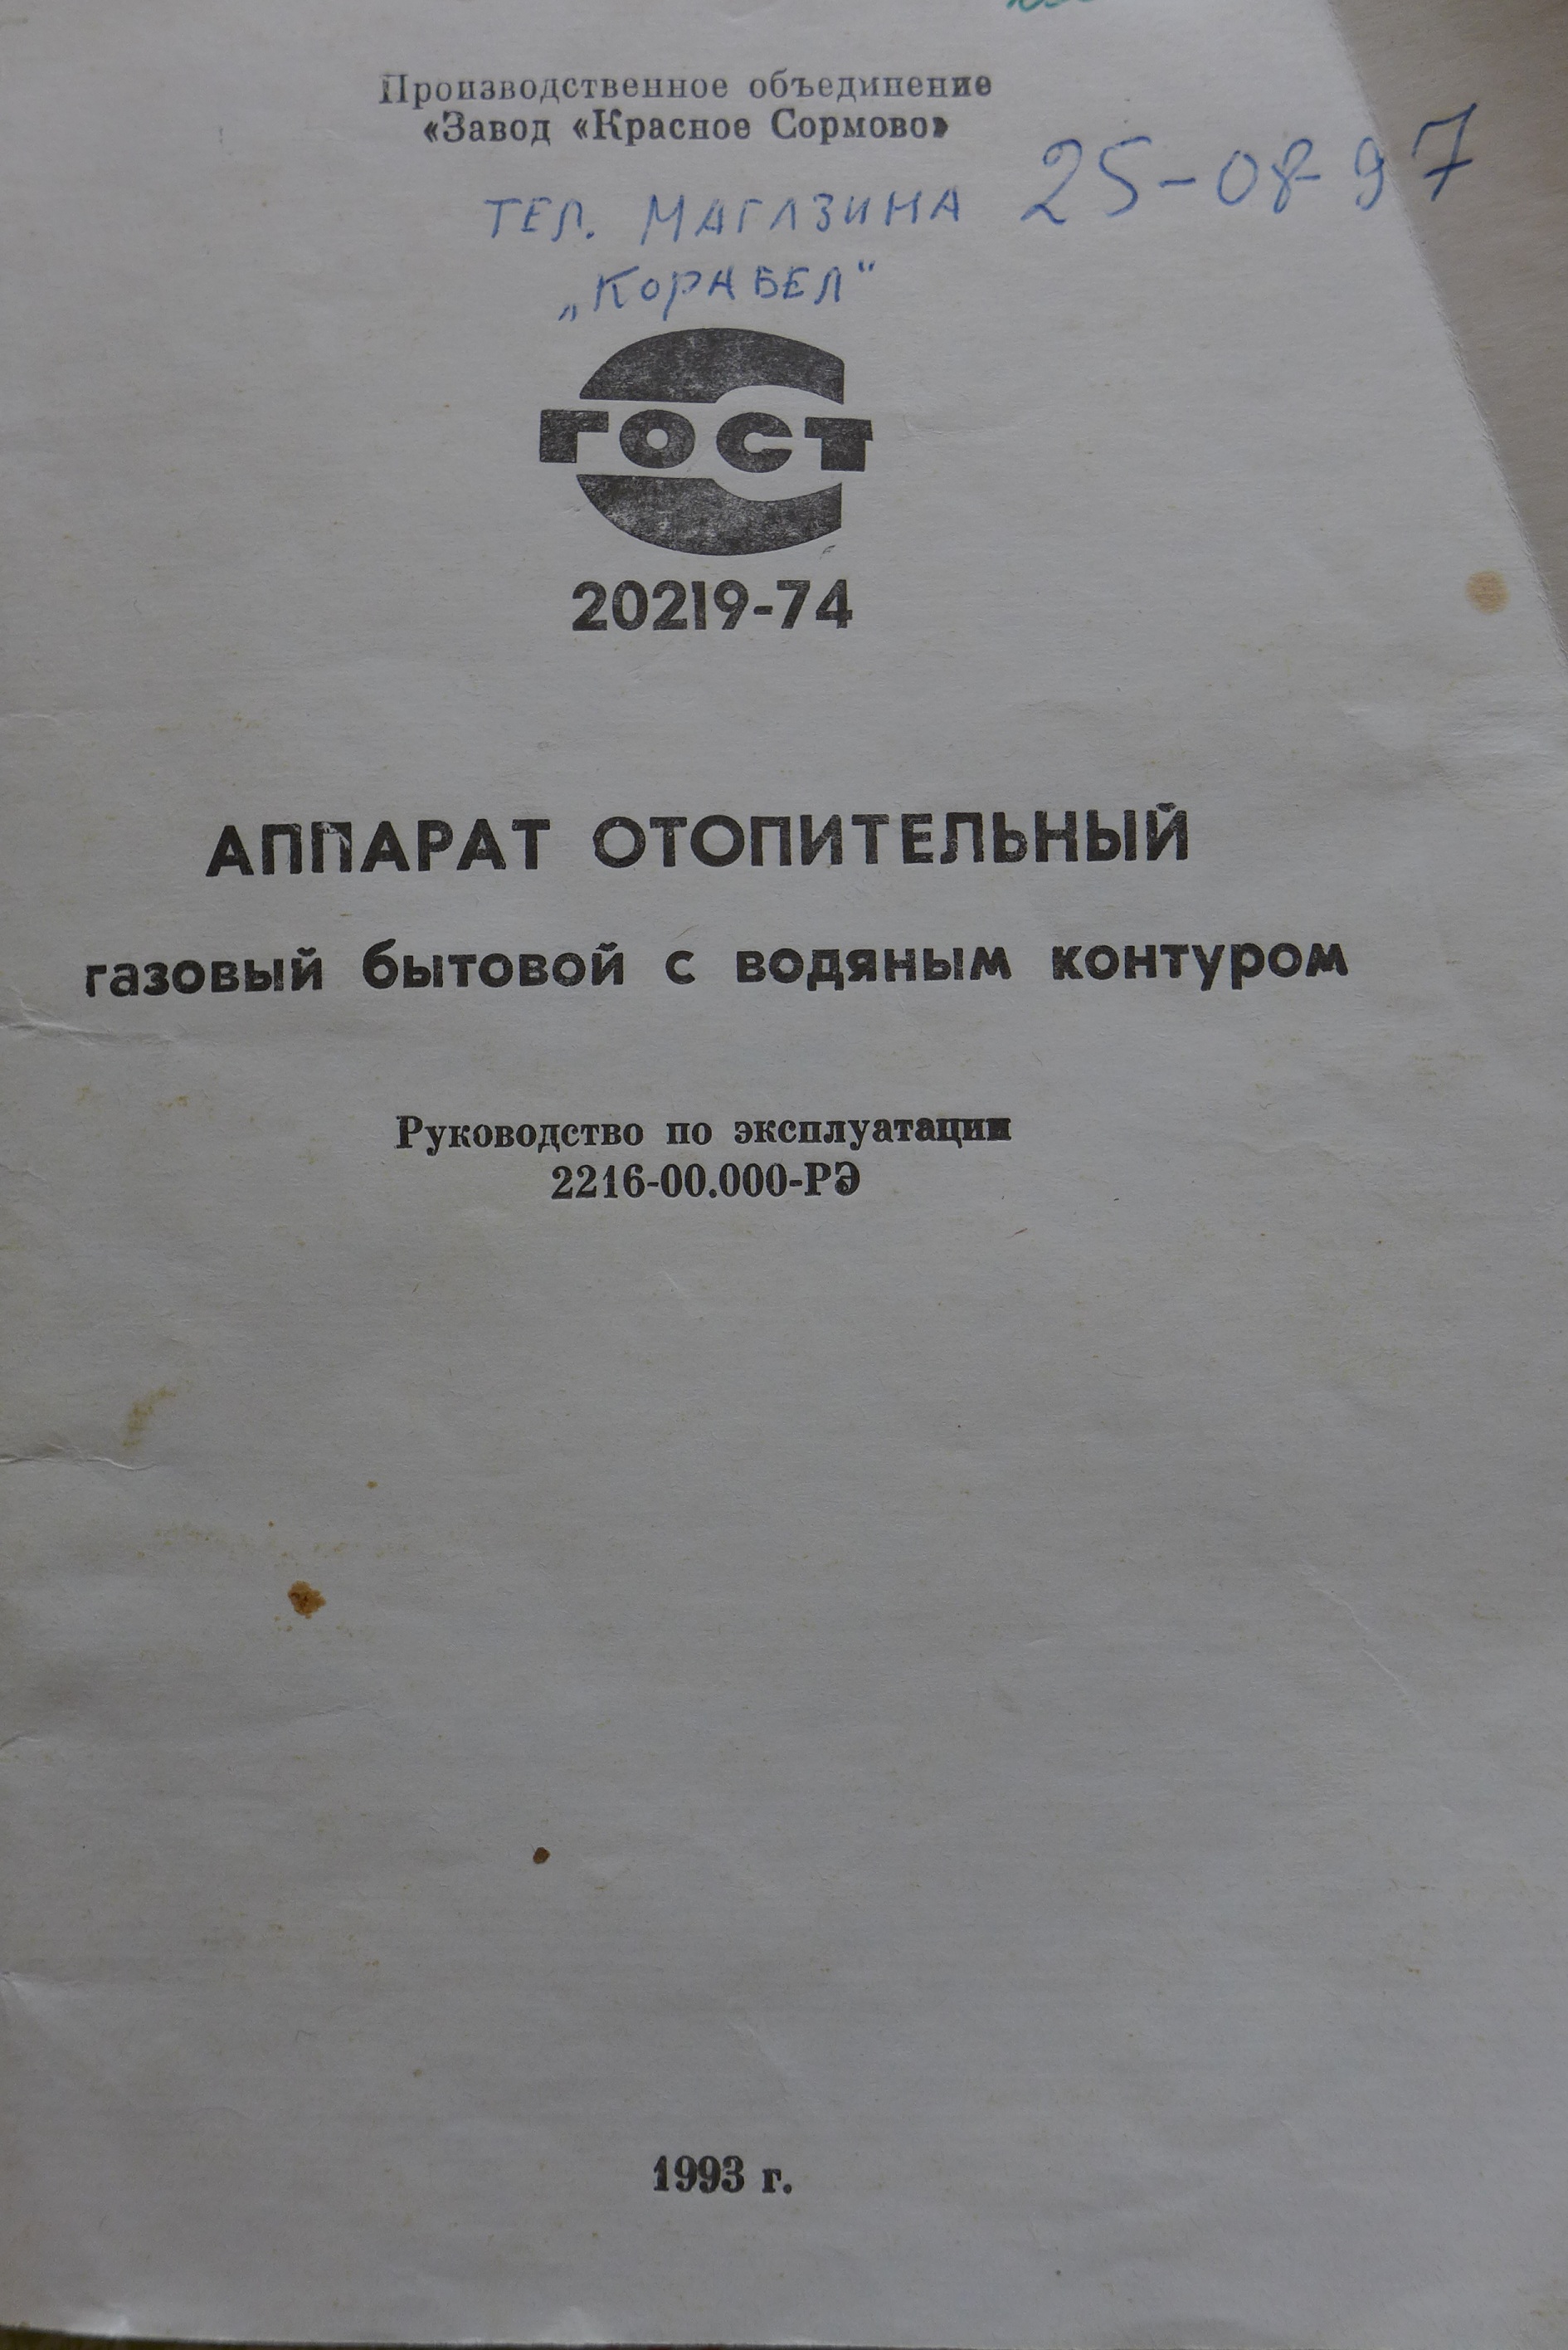 Производственное объединение
«Завод «Красное Сормово»
ТЕЛ. МАГАЗИНА 25-08-97
„КОРАБЕЛ“
ГОСТ
20219-74
АППАРАТ ОТОПИТЕЛЬНЫЙ
газовый бытовой с водяным контуром
Руководство по эксплуатации
2216-00.000-РЭ
1993 г.